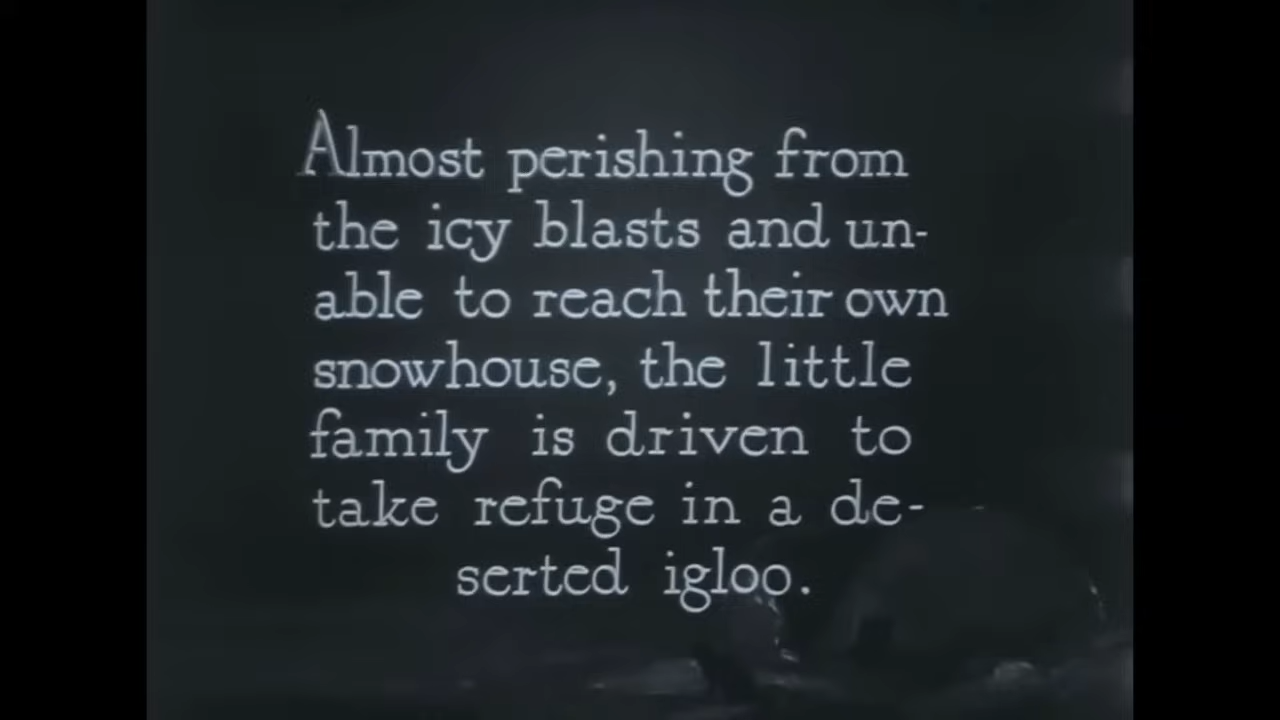 Almost perishing from
the icy blasts and un-
able to reach their own
snowhouse, the little
family is driven to
take refuge in a de-
serted igloo.